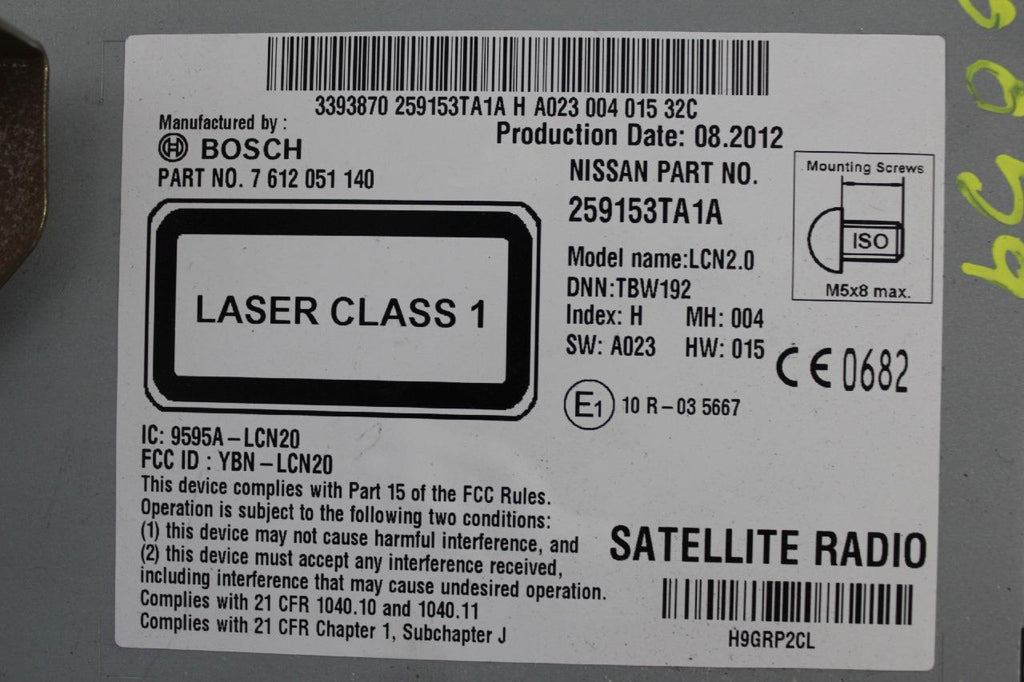 3393870 259153TA1A H A023 004 015 32C
Manufactured by :
BOSCH
PART NO. 7 612 051 140
Production Date: 08.2012
NISSAN PART NO.
259153TA1A
Mounting Screws
ISO
M5x8 max.
LASER CLASS 1
Model name:LCN2.0
DNN:TBW192
Index: H MH: 004
SW: A023 HW: 015
CE0682
E1 10 R-03 5667
IC: 9595A-LCN20
FCC ID : YBN-LCN20
This device complies with Part 15 of the FCC Rules.
Operation is subject to the following two conditions:
(1) this device may not cause harmful interference, and
(2) this device must accept any interference received,
including interference that may cause undesired operation.
Complies with 21 CFR 1040.10 and 1040.11
Complies with 21 CFR Chapter 1, Subchapter J
SATELLITE RADIO
H9GRP2CL